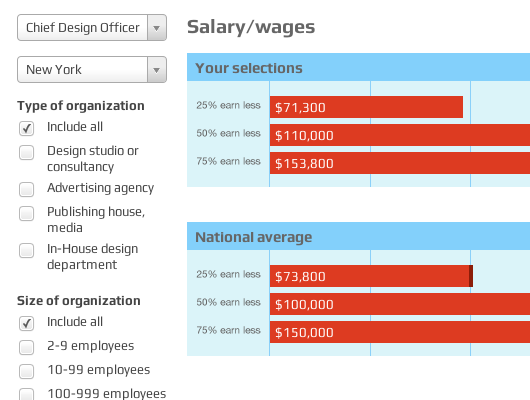 Chief Design Officer
New York
Type of organization
Include all
Design studio or
consultancy
Advertising agency
Publishing house,
media
In-House design
department
Size of organization
Include all
2-9 employees
10-99 employees
100-999 employees
Salary/wages
Your selections
25% earn less $71,300
50% earn less $110,000
75% earn less $153,800
National average
25% earn less $73,800
50% earn less $100,000
75% earn less $150,000